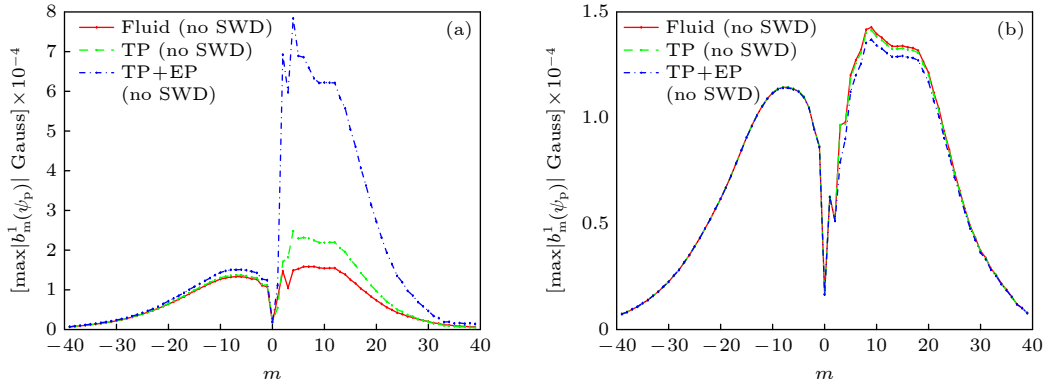 [max|b¹ₘ(ψₚ)| Gauss]×10⁻⁴
8
7
6
5
4
3
2
1
0
Fluid (no SWD)
TP (no SWD)
TP+EP
(no SWD)
(a)
−40 −30 −20 −10 0 10 20 30 40
m
[max|b¹ₘ(ψₚ)| Gauss]×10⁻⁴
1.5
1.0
0.5
0
Fluid (no SWD)
TP (no SWD)
TP+EP
(no SWD)
(b)
−40 −30 −20 −10 0 10 20 30 40
m